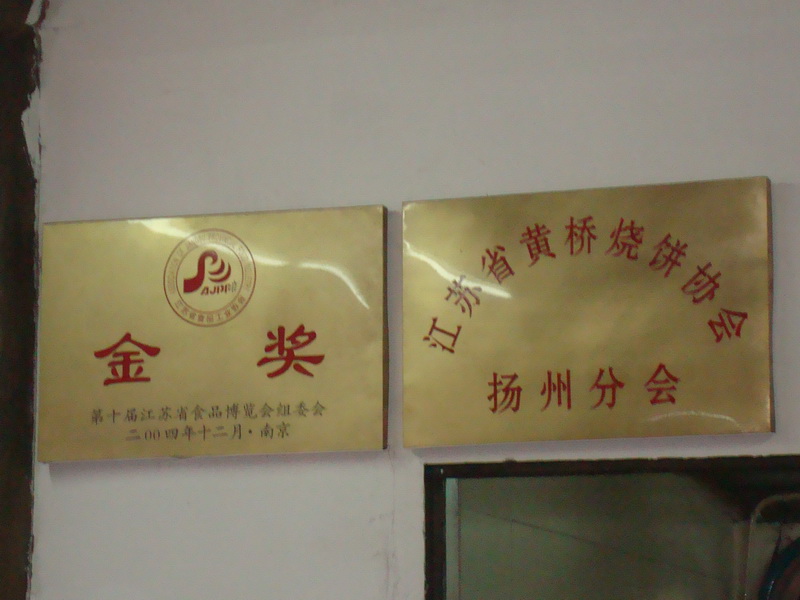 金奖
第十届江苏省食品博览会组委会
二00四年十二月·南京
江苏省黄桥烧饼协会
扬州分会